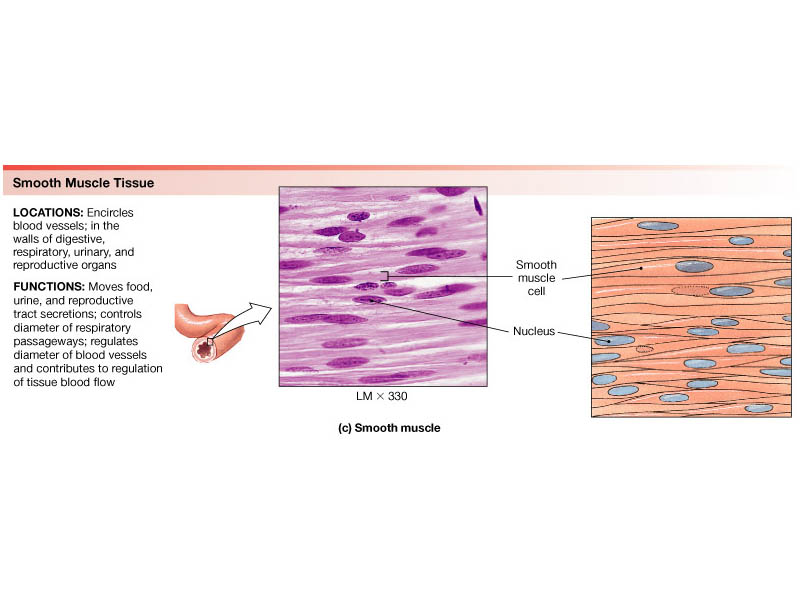 Smooth Muscle Tissue
LOCATIONS: Encircles
blood vessels; in the
walls of digestive,
respiratory, urinary, and
reproductive organs
FUNCTIONS: Moves food,
urine, and reproductive
tract secretions; controls
diameter of respiratory
passageways; regulates
diameter of blood vessels
and contributes to regulation
of tissue blood flow
Smooth
muscle
cell
Nucleus
LM × 330
(c) Smooth muscle